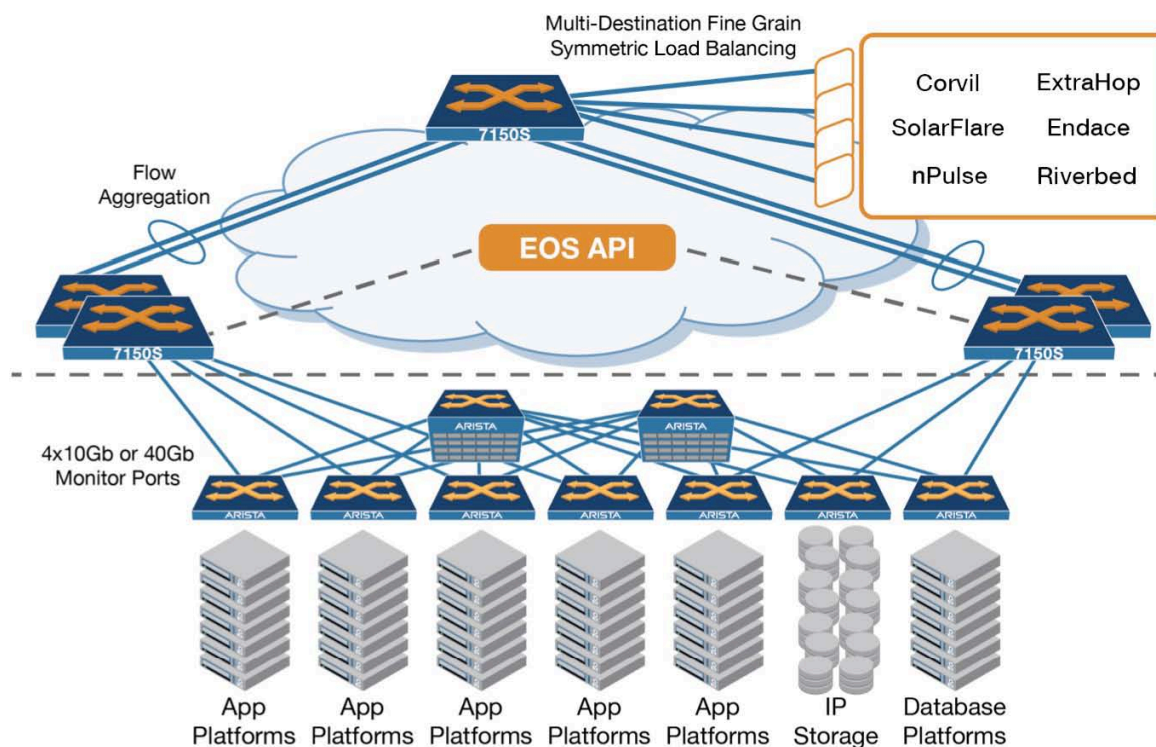 Multi-Destination Fine Grain
Symmetric Load Balancing
Corvil ExtraHop
SolarFlare Endace
nPulse Riverbed
7150S
Flow
Aggregation
EOS API
7150S
7150S
ARISTA
ARISTA
4x10Gb or 40Gb
Monitor Ports
ARISTA
ARISTA
ARISTA
ARISTA
ARISTA
ARISTA
ARISTA
App
Platforms
App
Platforms
App
Platforms
App
Platforms
App
Platforms
IP
Storage
Database
Platforms